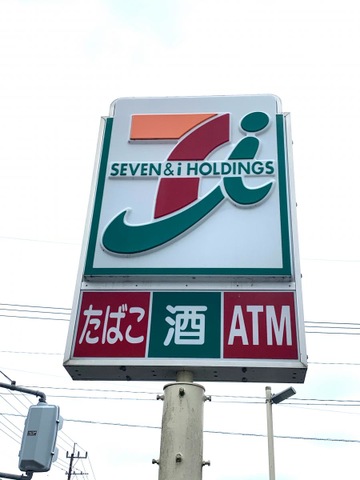 SEVEN & i HOLDINGS
たばこ 酒 ATM